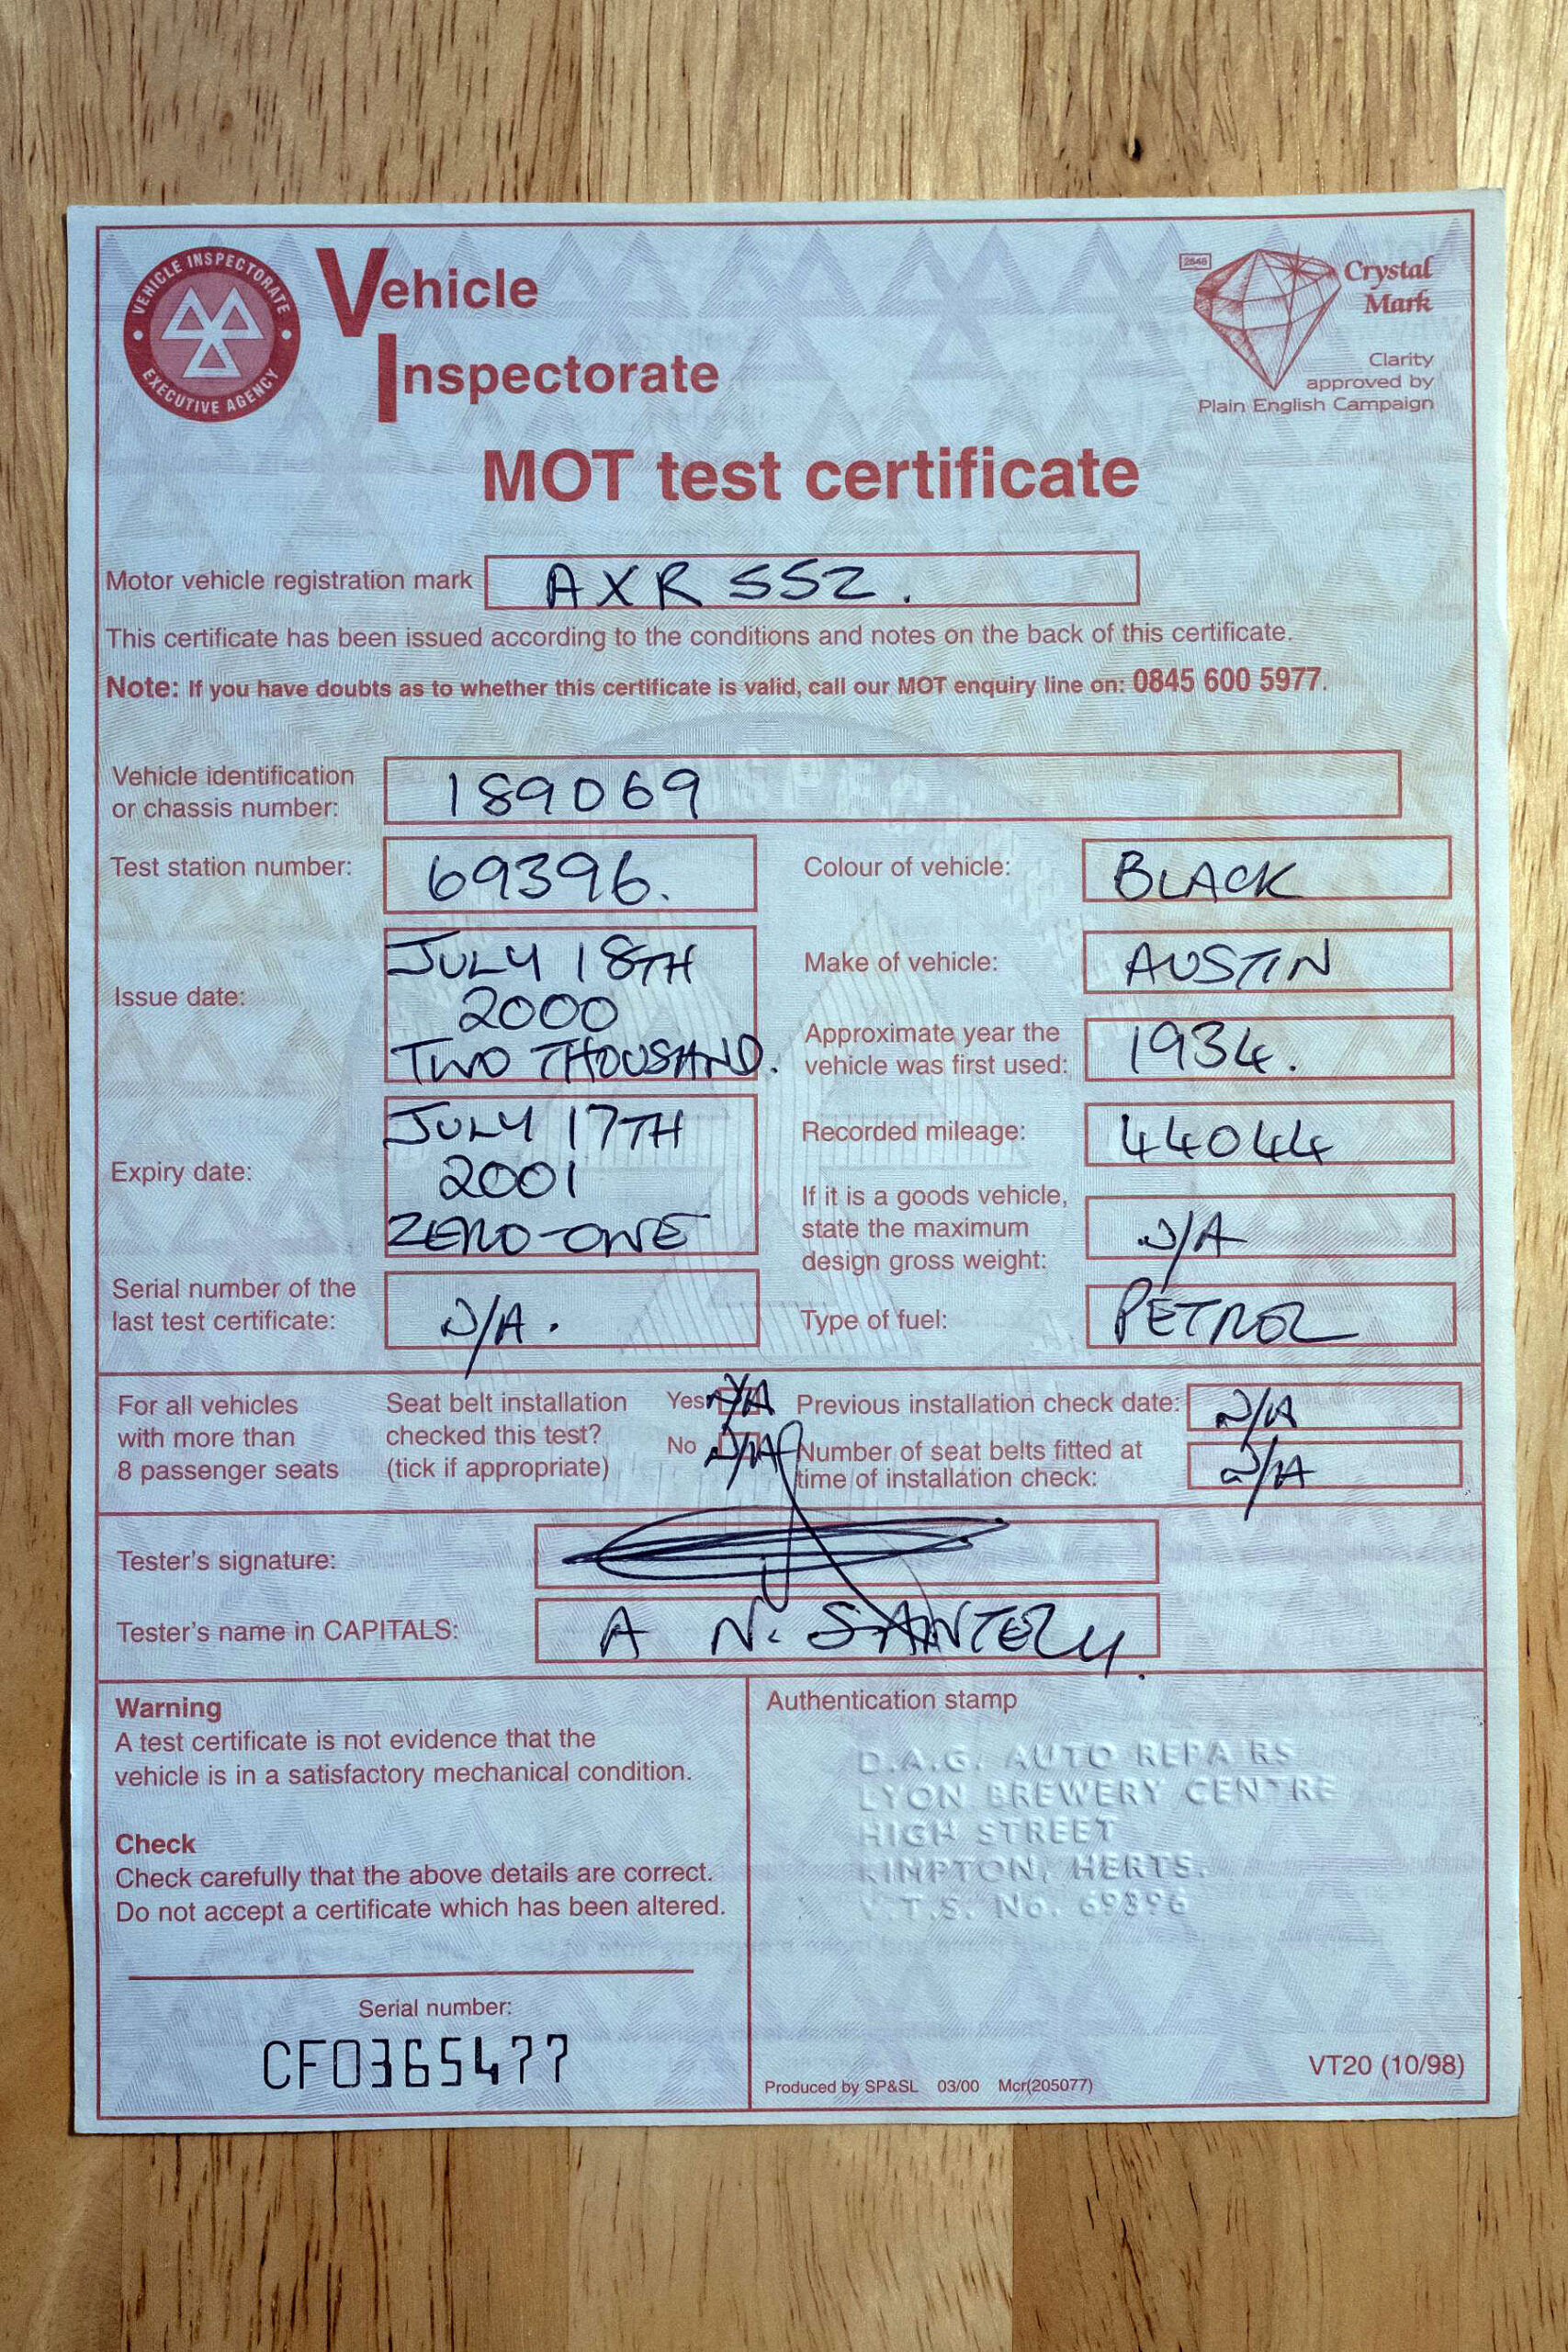 VEHICLE INSPECTORATE
EXECUTIVE AGENCY
Vehicle
Inspectorate
2848
Crystal
Mark
Clarity
approved by
Plain English Campaign
MOT test certificate
Motor vehicle registration mark AXR 552.
This certificate has been issued according to the conditions and notes on the back of this certificate.
Note: If you have doubts as to whether this certificate is valid, call our MOT enquiry line on: 0845 600 5977.
Vehicle identification
or chassis number: 189069
Test station number: 69396.
Colour of vehicle: BLACK
Issue date: JULY 18TH
2000
TWO THOUSAND.
Make of vehicle: AUSTIN
Approximate year the
vehicle was first used: 1934.
Expiry date: JULY 17TH
2001
ZERO-ONE
Recorded mileage: 44044
If it is a goods vehicle,
state the maximum
design gross weight: N/A
Serial number of the
last test certificate: N/A.
Type of fuel: PETROL
For all vehicles
with more than
8 passenger seats
Seat belt installation
checked this test?
(tick if appropriate)
Yes N/A
No N/A
Previous installation check date: N/A
Number of seat belts fitted at
time of installation check: N/A
Tester's signature:
Tester's name in CAPITALS: A N. SANTELY.
Warning
A test certificate is not evidence that the
vehicle is in a satisfactory mechanical condition.
Check
Check carefully that the above details are correct.
Do not accept a certificate which has been altered.
Serial number:
CF0365477
Authentication stamp
D.A.G. AUTO REPAIRS
LYON BREWERY CENTRE
HIGH STREET
KIMPTON, HERTS.
V.T.S. No. 69396
Produced by SP&SL 03/00 Mcr(205077)
VT20 (10/98)